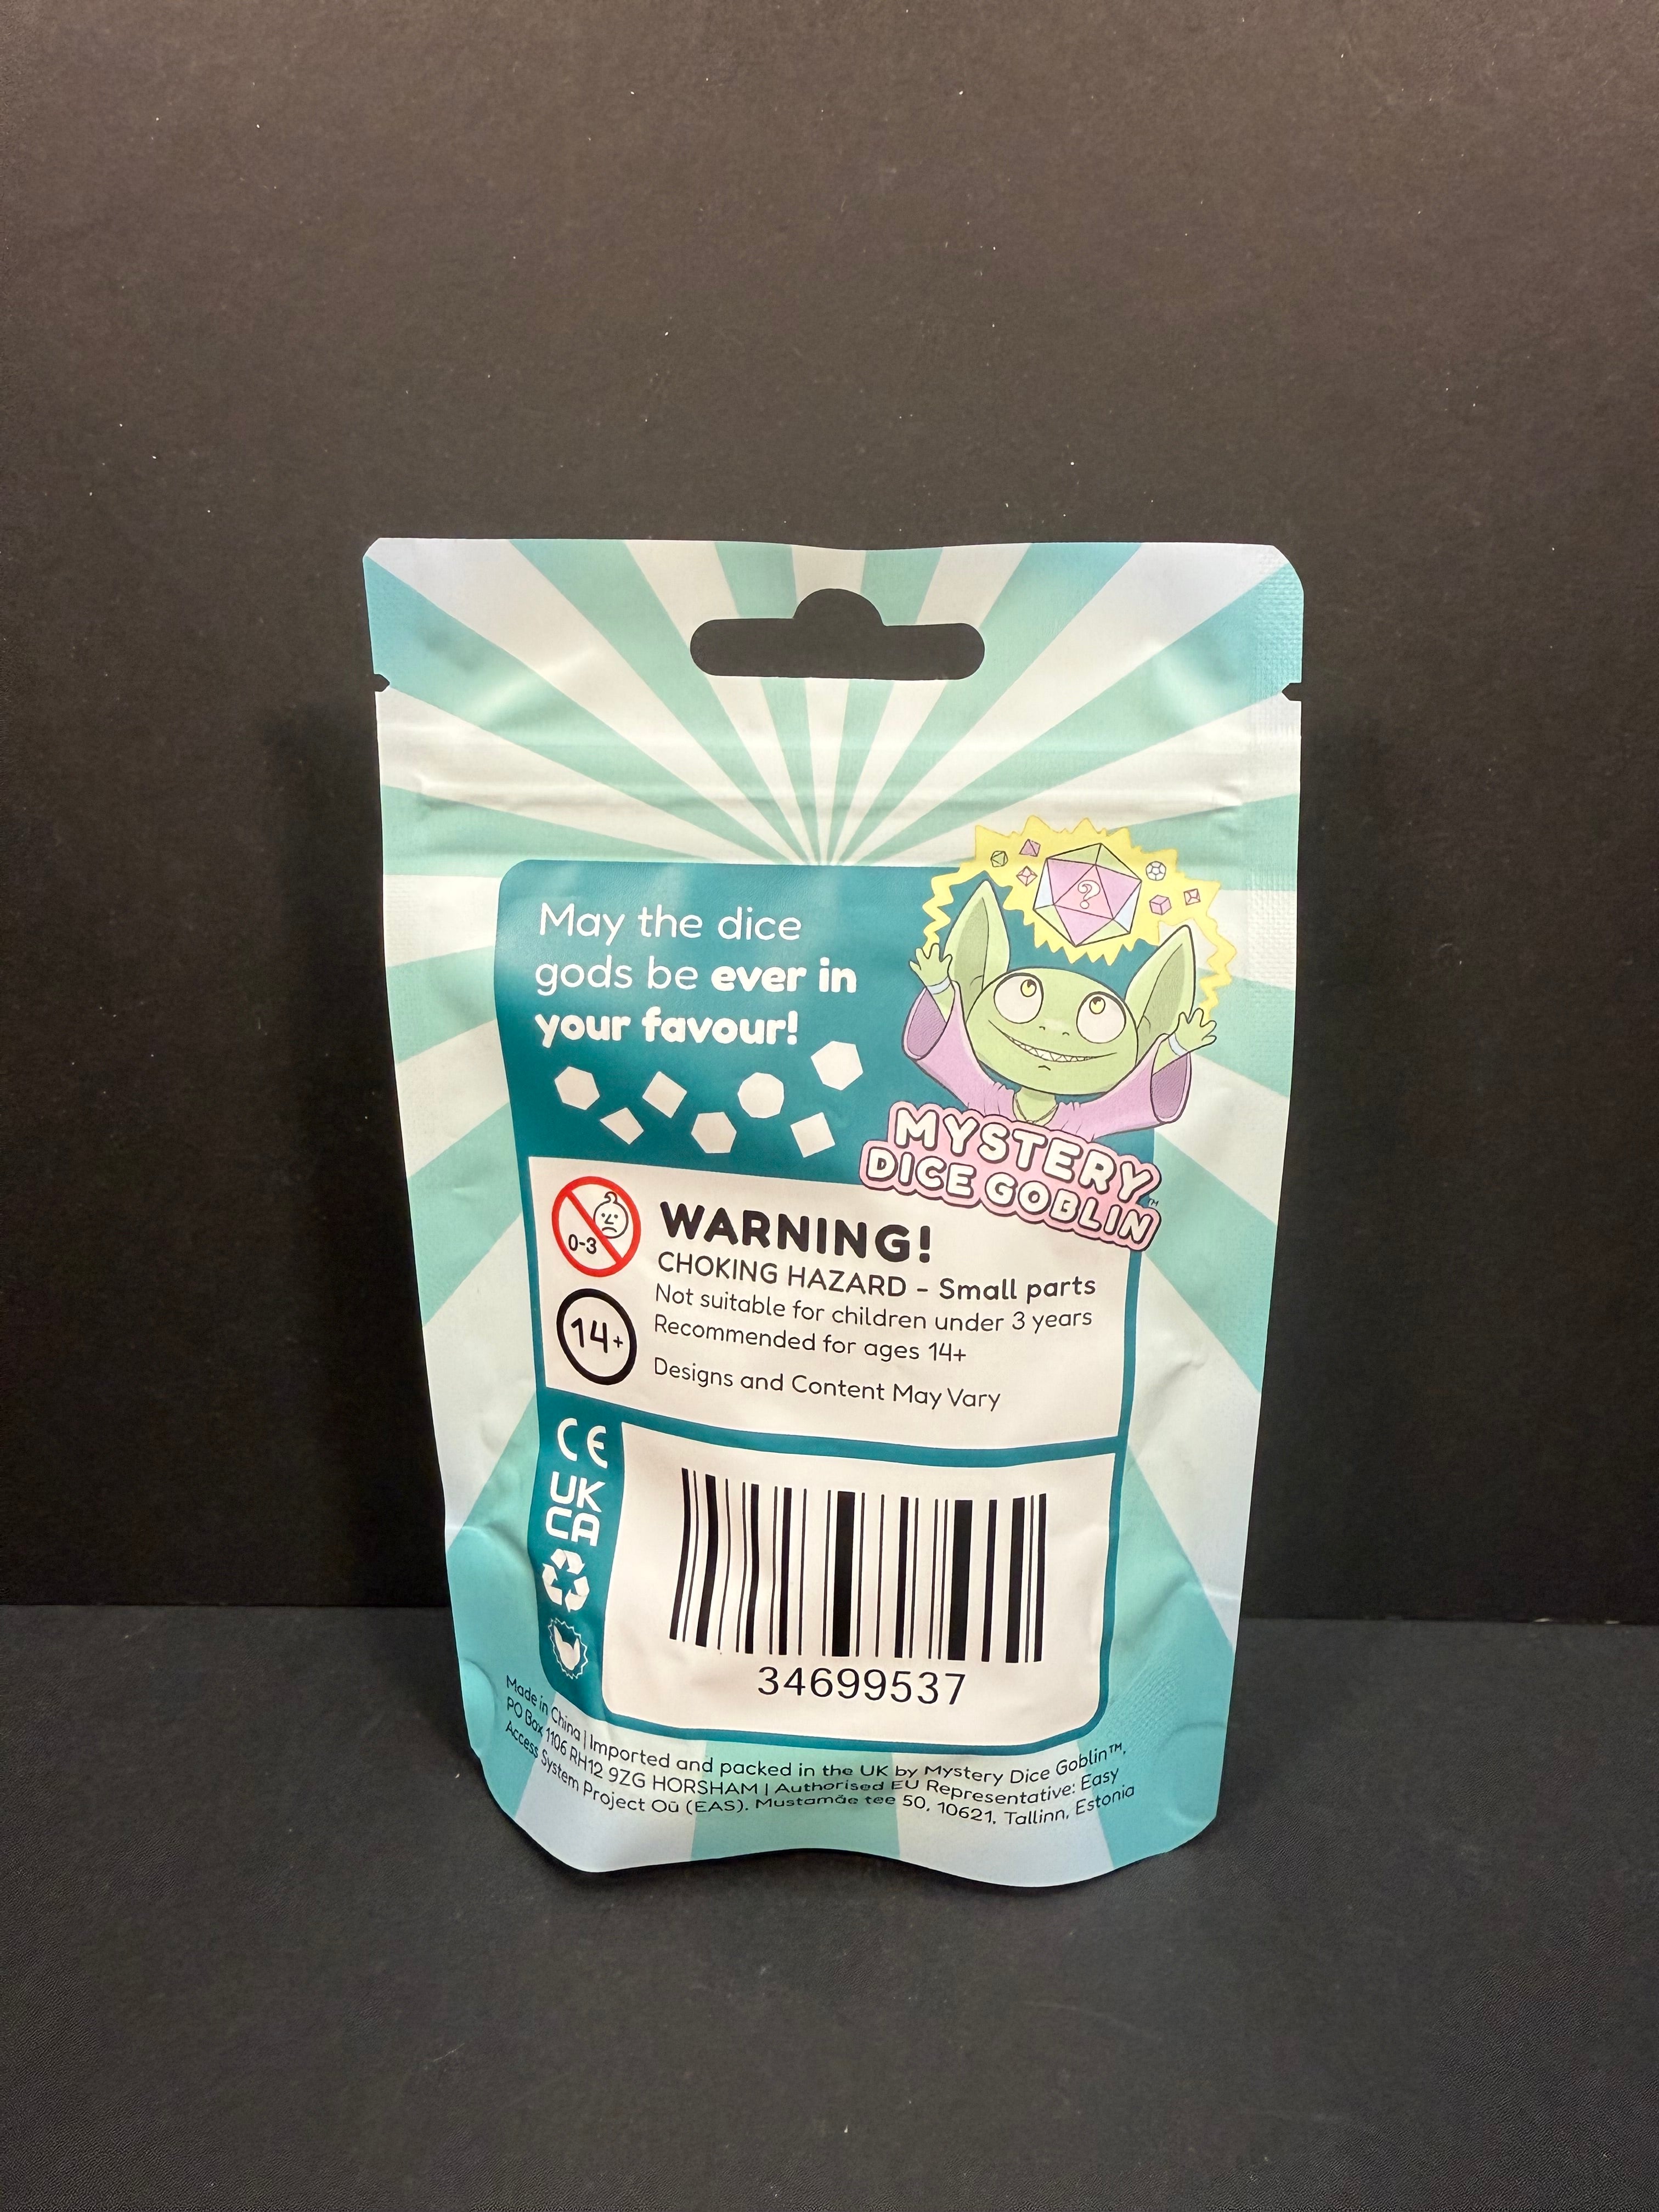 May the dice
gods be ever in
your favour!
?
MYSTERY
DICE GOBLIN™
0-3
WARNING!
CHOKING HAZARD - Small parts
Not suitable for children under 3 years
14+
Recommended for ages 14+
Designs and Content May Vary
CE
UK
CA
34699537
Made in China | Imported and packed in the UK by Mystery Dice Goblin™,
PO Box 1106 RH12 9ZG HORSHAM | Authorised EU Representative: Easy
Access System Project Oü (EAS). Mustamäe tee 50, 10621, Tallinn, Estonia